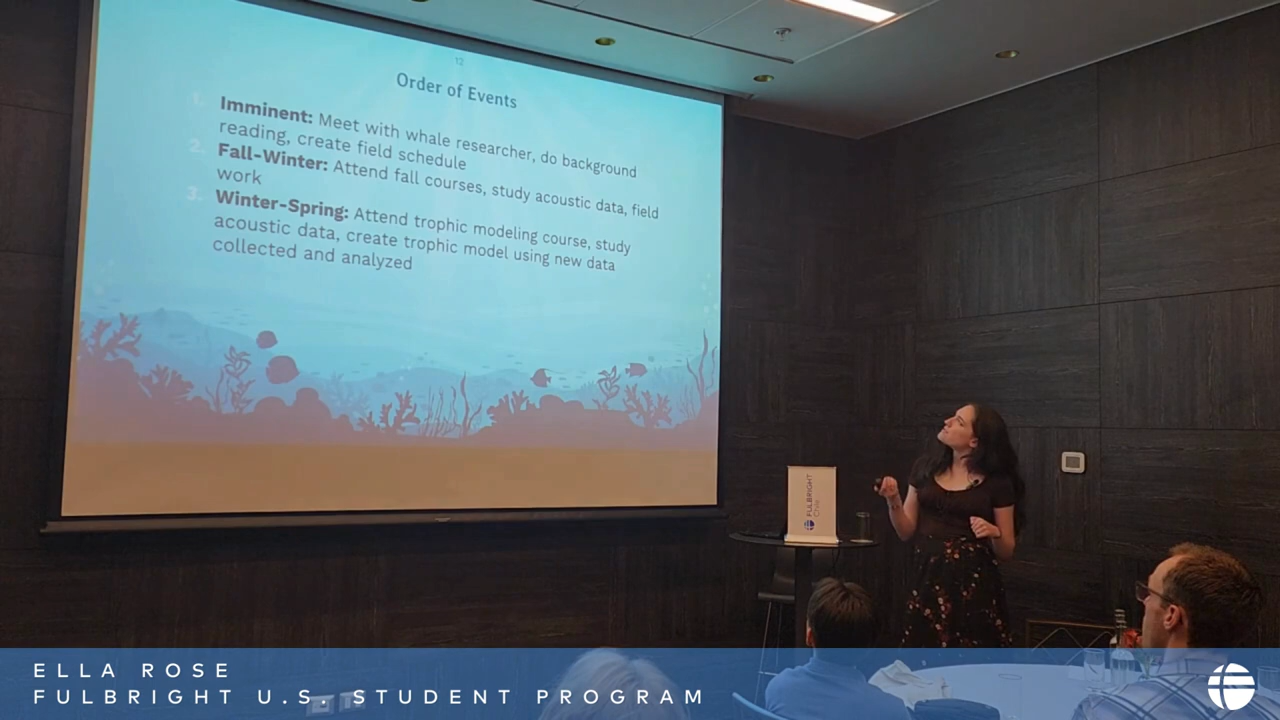 12
Order of Events
1. Imminent: Meet with whale researcher, do background
reading, create field schedule
2. Fall-Winter: Attend fall courses, study acoustic data, field
work
3. Winter-Spring: Attend trophic modeling course, study
acoustic data, create trophic model using new data
collected and analyzed
FULBRIGHT
Chile
ELLA ROSE
FULBRIGHT U.S. STUDENT PROGRAM